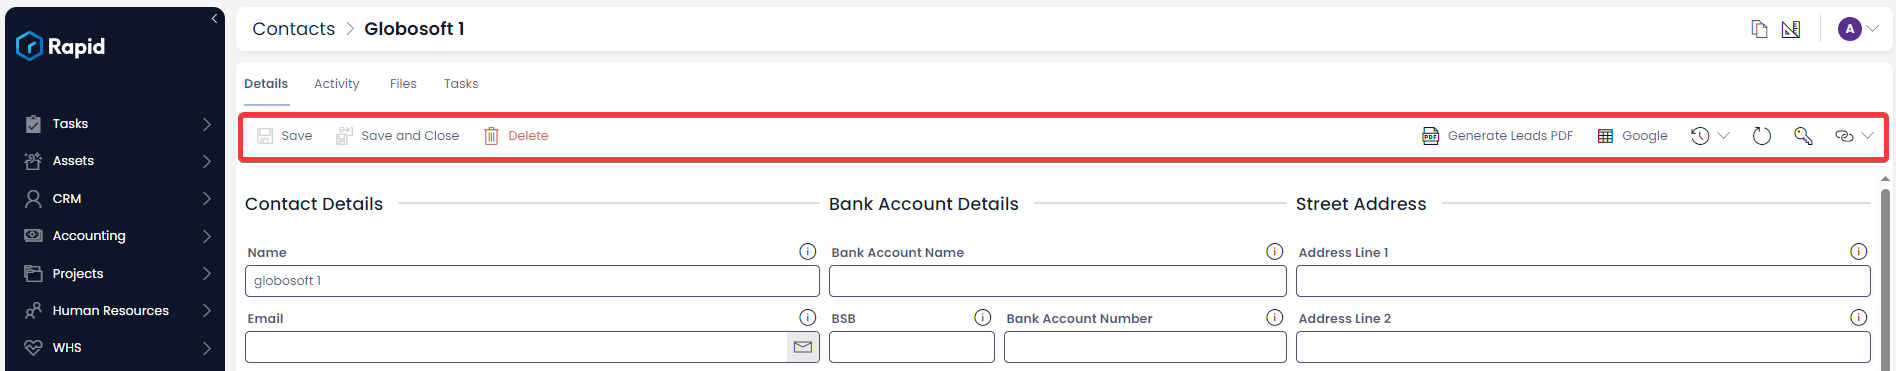 Rapid
Contacts > Globosoft 1
A
Details Activity Files Tasks
Save Save and Close Delete PDF Generate Leads PDF Google
Tasks
Assets
CRM
Accounting
Projects
Human Resources
WHS
Contact Details Bank Account Details Street Address
Name Bank Account Name Address Line 1
globosoft 1
Email BSB Bank Account Number Address Line 2